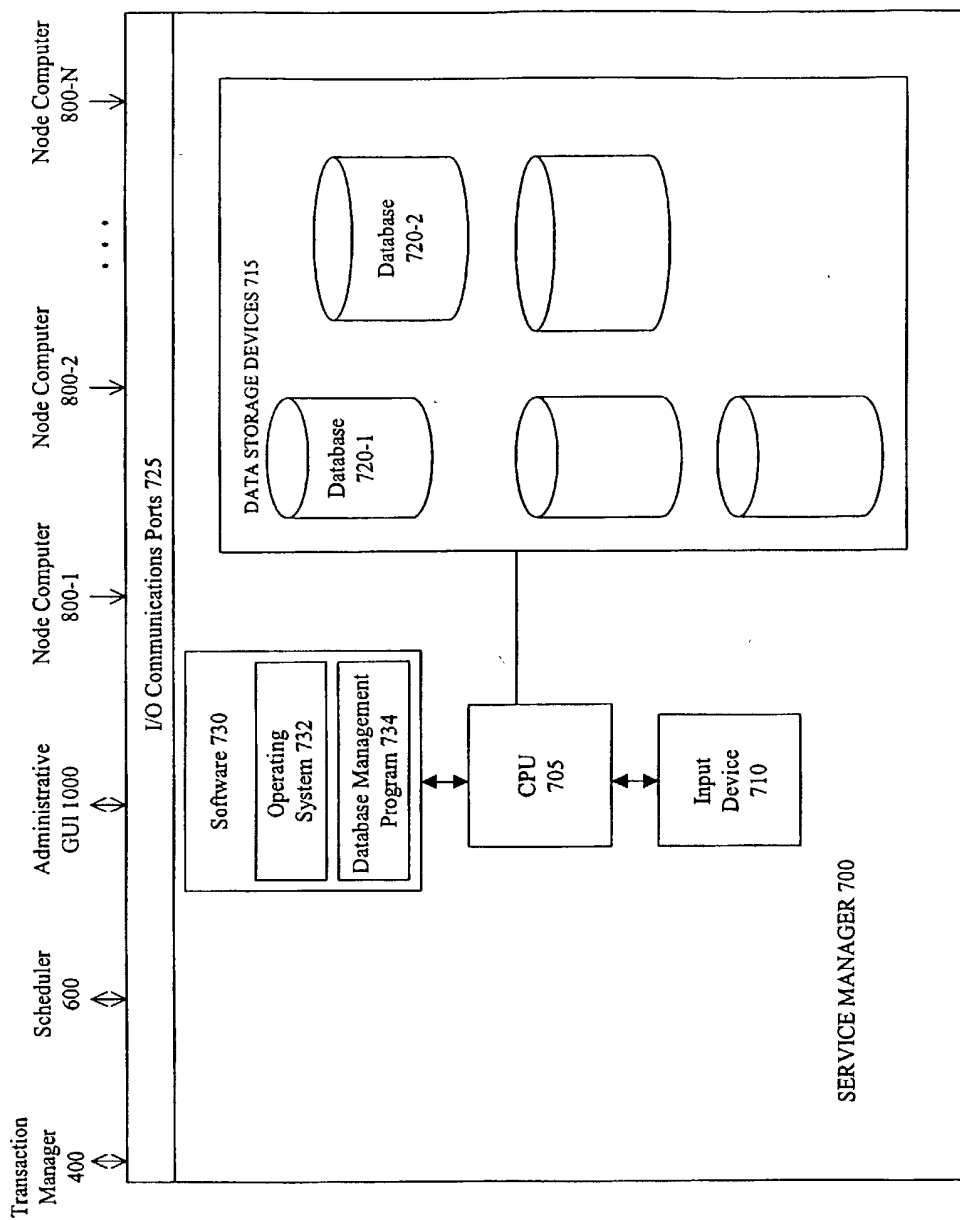 Transaction
Manager
400
Scheduler
600
Administrative
GUI 1000
Node Computer
800-1
Node Computer
800-2
. . .
Node Computer
800-N
I/O Communications Ports 725
Software 730
Operating
System 732
Database Management
Program 734
CPU
705
Input
Device
710
DATA STORAGE DEVICES 715
Database
720-1
Database
720-2
SERVICE MANAGER 700